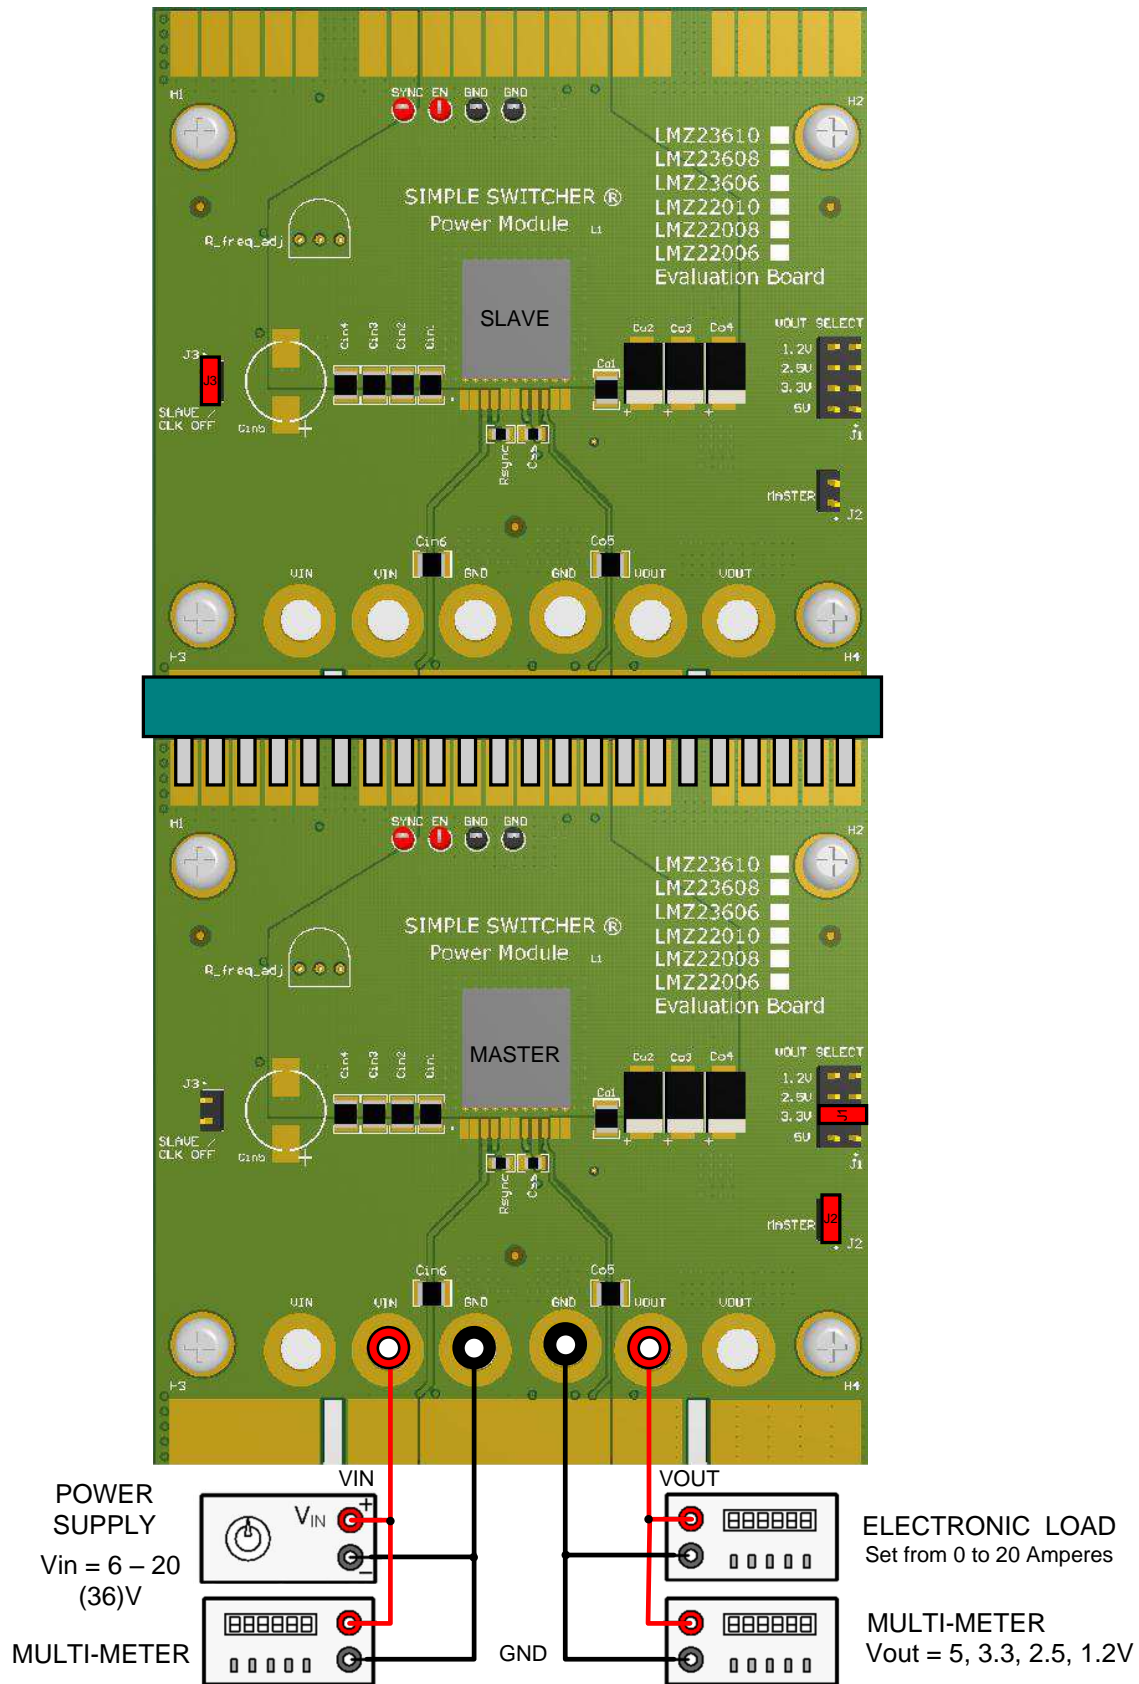 H1
SYNC EN GND GND
H2
LMZ23610
LMZ23608
LMZ23606
LMZ22010
LMZ22008
LMZ22006
Evaluation Board
SIMPLE SWITCHER ®
Power Module L1
R_freq_adj
SLAVE
Cin4 Cin3 Cin2 Cin1
Co2 Co3 Co4
Co1
VOUT SELECT
1.2V
2.5V
3.3V
5V
J1
J3
J3
SLAVE /
CLK OFF
Cin5 +
+ + +
Rsync
Css
MASTER
J2
Cin6
Co5
VIN VIN GND GND VOUT VOUT
H3
H4
H1
SYNC EN GND GND
H2
LMZ23610
LMZ23608
LMZ23606
LMZ22010
LMZ22008
LMZ22006
Evaluation Board
SIMPLE SWITCHER ®
Power Module L1
R_freq_adj
MASTER
Cin4 Cin3 Cin2 Cin1
Co2 Co3 Co4
Co1
VOUT SELECT
1.2V
2.5V
3.3V
J1
5V
J1
J3
SLAVE /
CLK OFF
Cin5 +
+ + +
Rsync
Css
MASTER
J2
J2
Cin6
Co5
VIN VIN GND GND VOUT VOUT
H3
H4
VIN
VOUT
POWER
SUPPLY
Vin = 6 – 20
(36)V
VIN
+
–
ELECTRONIC LOAD
Set from 0 to 20 Amperes
MULTI-METER
GND
MULTI-METER
Vout = 5, 3.3, 2.5, 1.2V